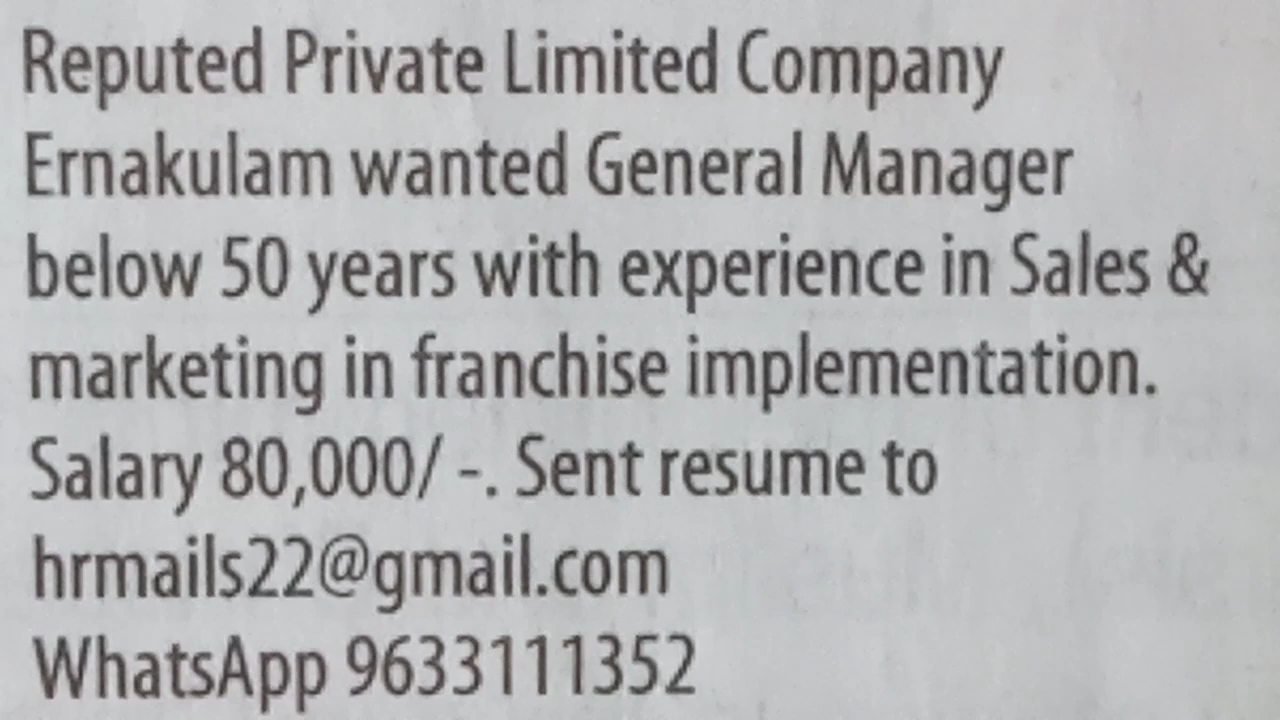 Reputed Private Limited Company
Ernakulam wanted General Manager
below 50 years with experience in Sales &
marketing in franchise implementation.
Salary 80,000/ -. Sent resume to
hrmails22@gmail.com
WhatsApp 9633111352